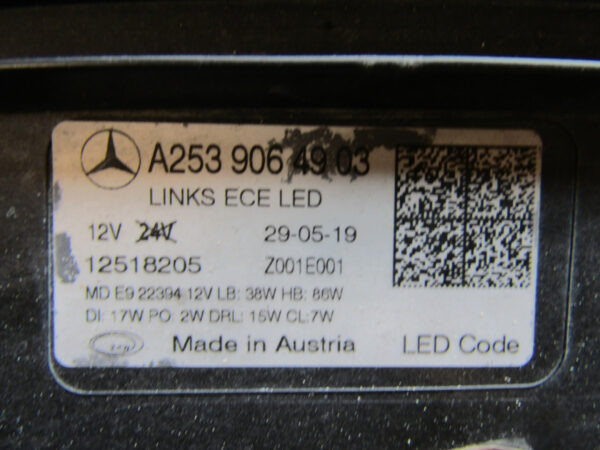 A253 906 49 03
LINKS ECE LED
12V 24V 29-05-19
12518205 Z001E001
MD E9 22394 12V LB: 38W HB: 86W
DI: 17W PO: 2W DRL: 15W CL:7W
ZKW Made in Austria LED Code